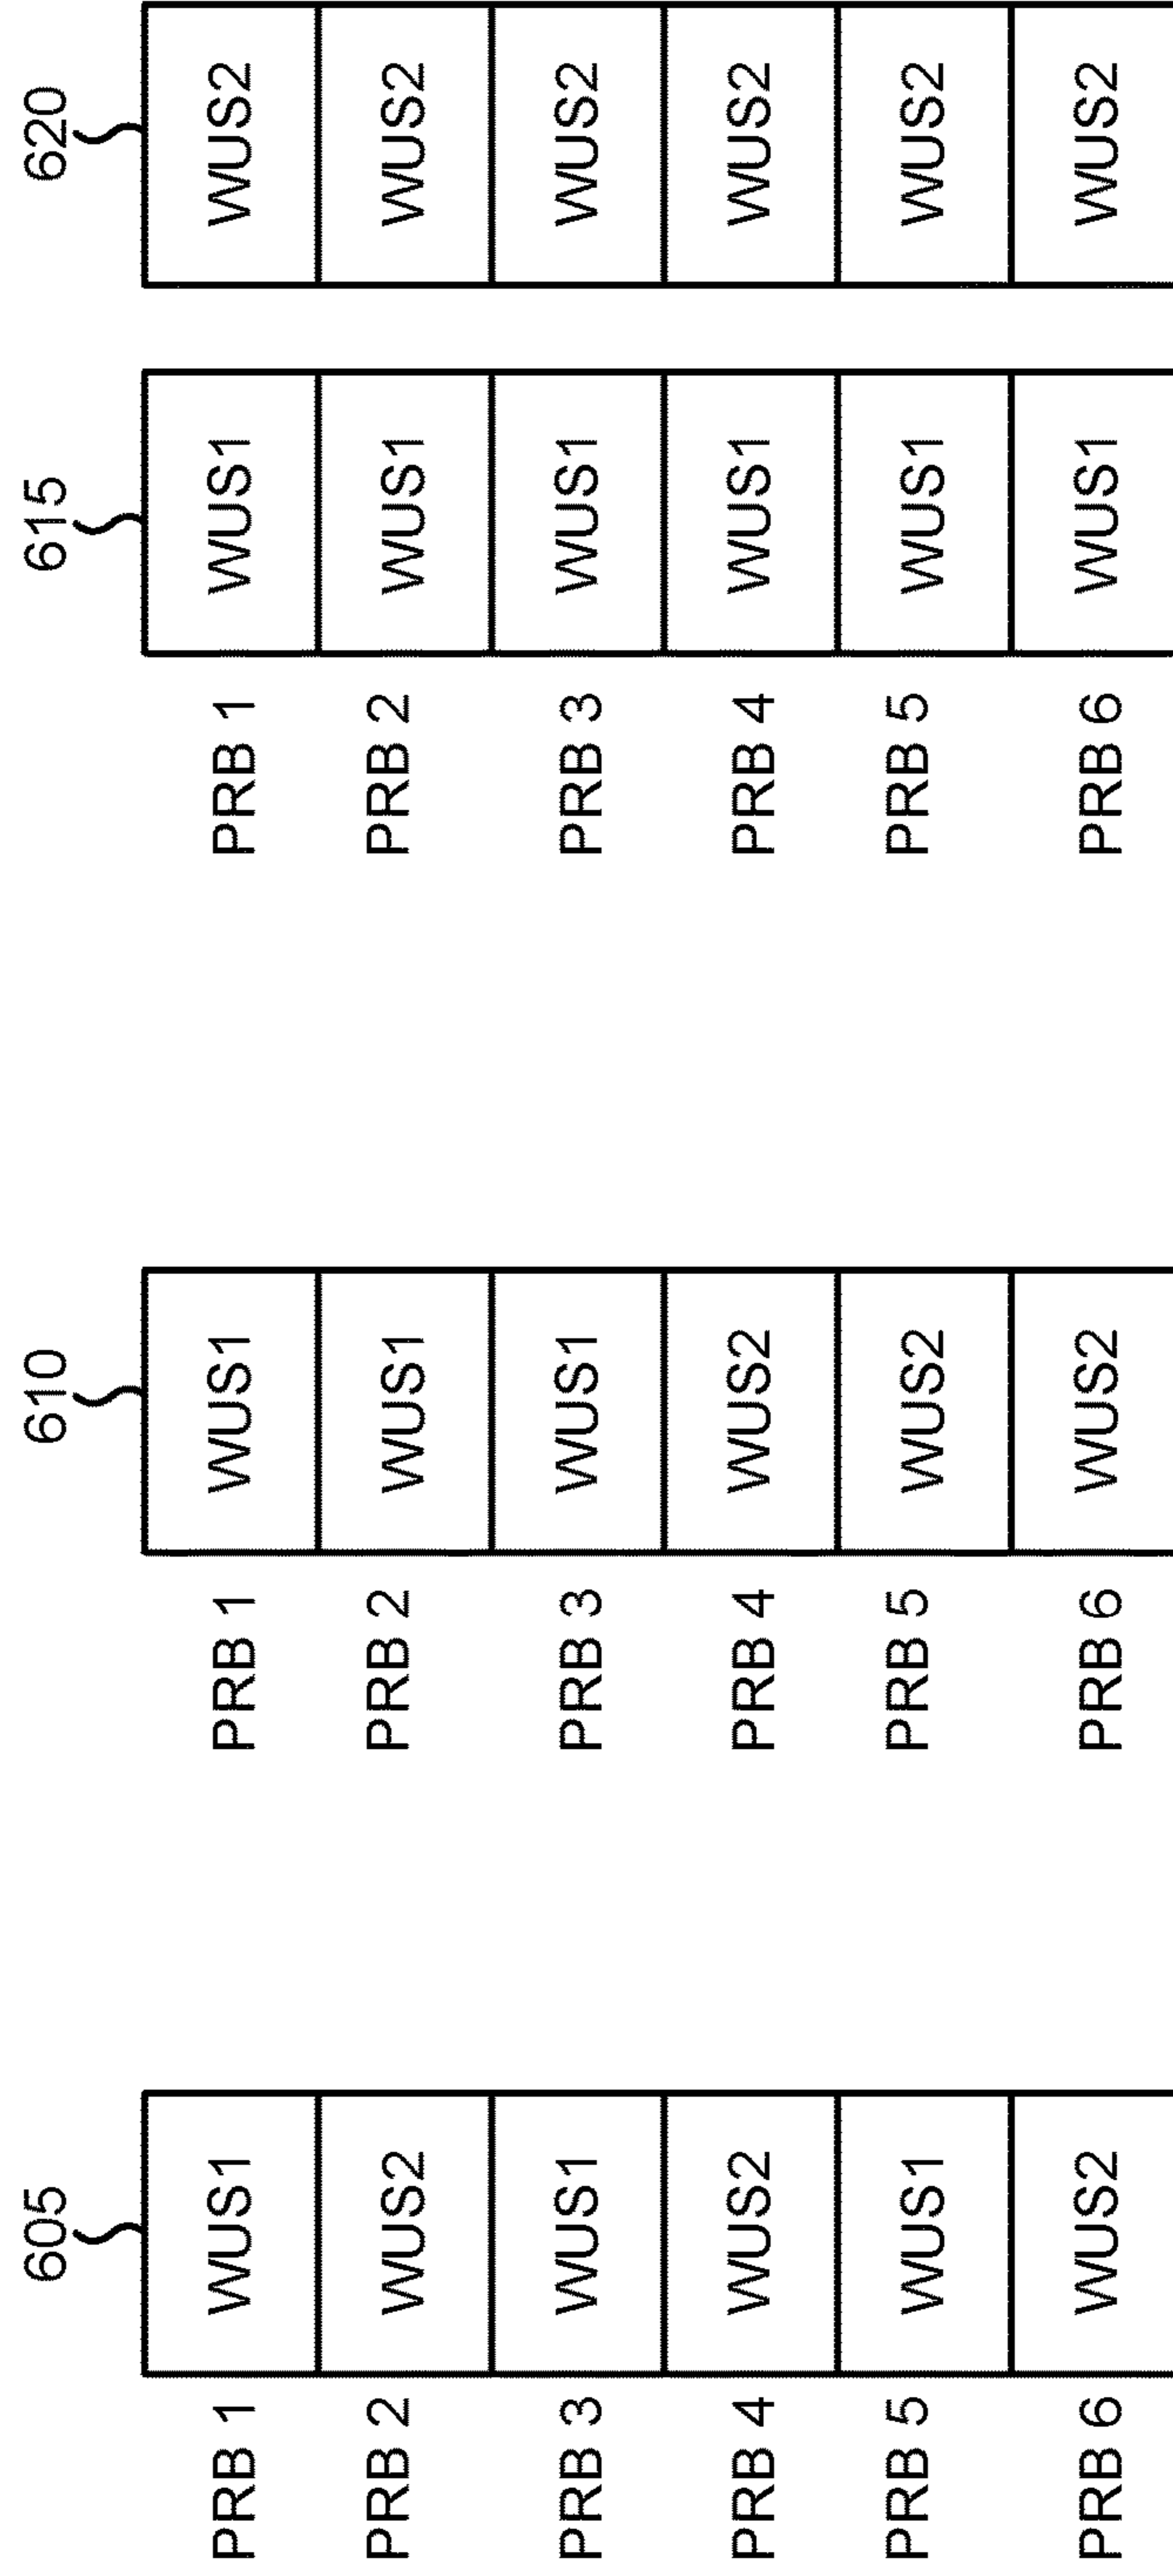 605 610 615 620
PRB 1 WUS1 PRB 1 WUS1 PRB 1 WUS1 WUS2
PRB 2 WUS2 PRB 2 WUS1 PRB 2 WUS1 WUS2
PRB 3 WUS1 PRB 3 WUS1 PRB 3 WUS1 WUS2
PRB 4 WUS2 PRB 4 WUS2 PRB 4 WUS1 WUS2
PRB 5 WUS1 PRB 5 WUS2 PRB 5 WUS1 WUS2
PRB 6 WUS2 PRB 6 WUS2 PRB 6 WUS1 WUS2